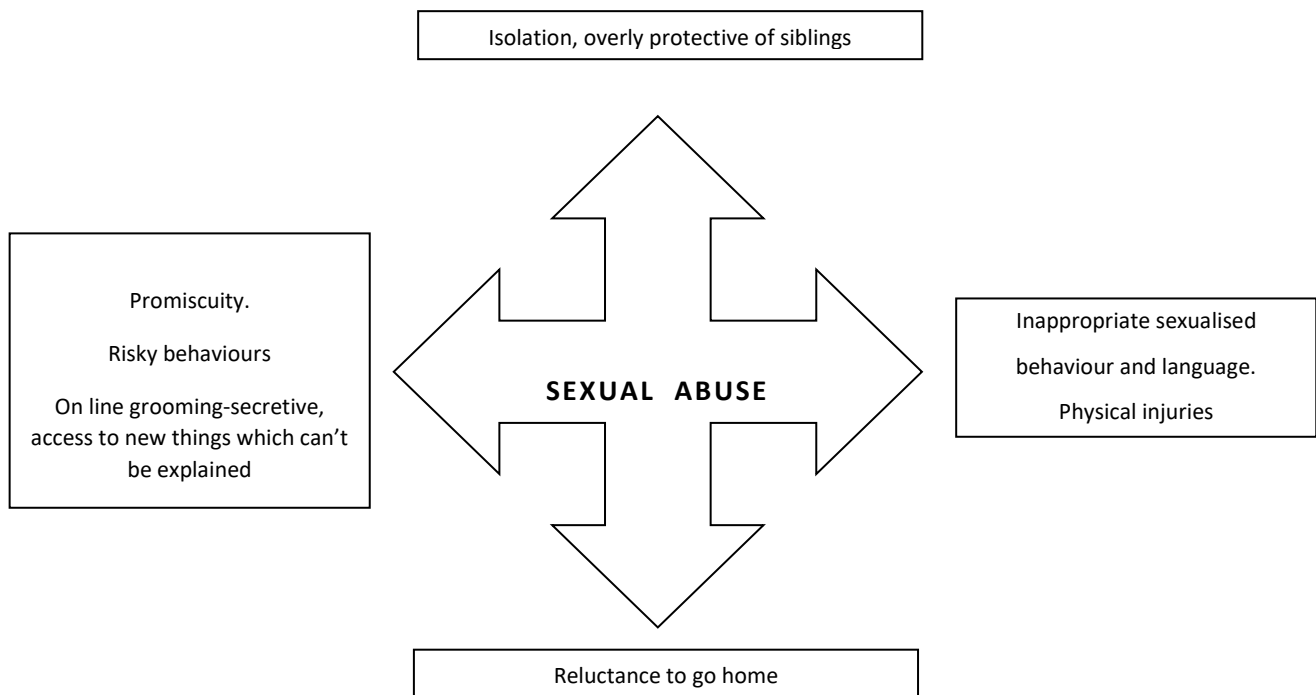 Isolation, overly protective of siblings
Promiscuity.
Risky behaviours
On line grooming-secretive,
access to new things which can’t
be explained
SEXUAL ABUSE
Inappropriate sexualised
behaviour and language.
Physical injuries
Reluctance to go home